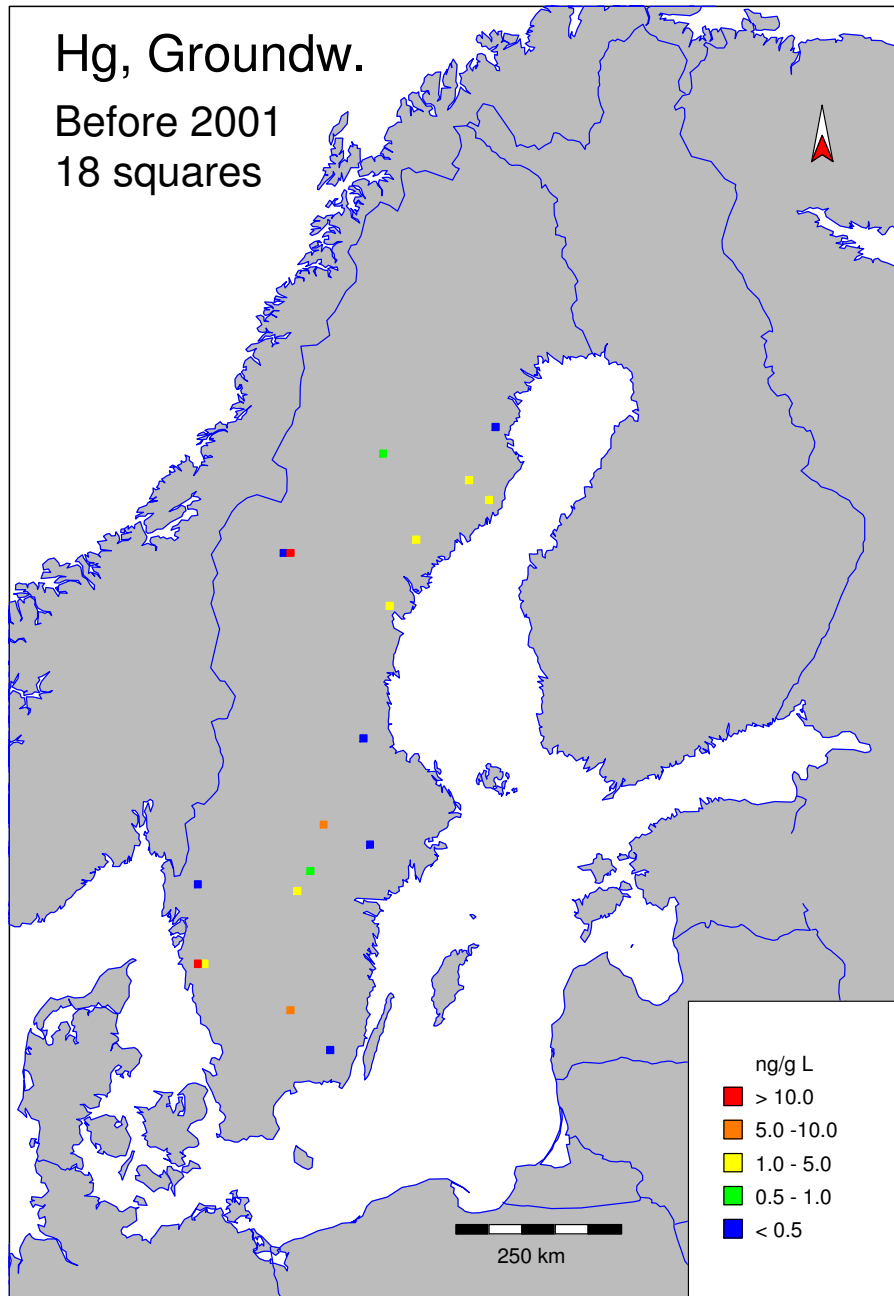 Hg, Groundw.
Before 2001
18 squares
ng/g L
> 10.0
5.0 -10.0
1.0 - 5.0
0.5 - 1.0
< 0.5
250 km